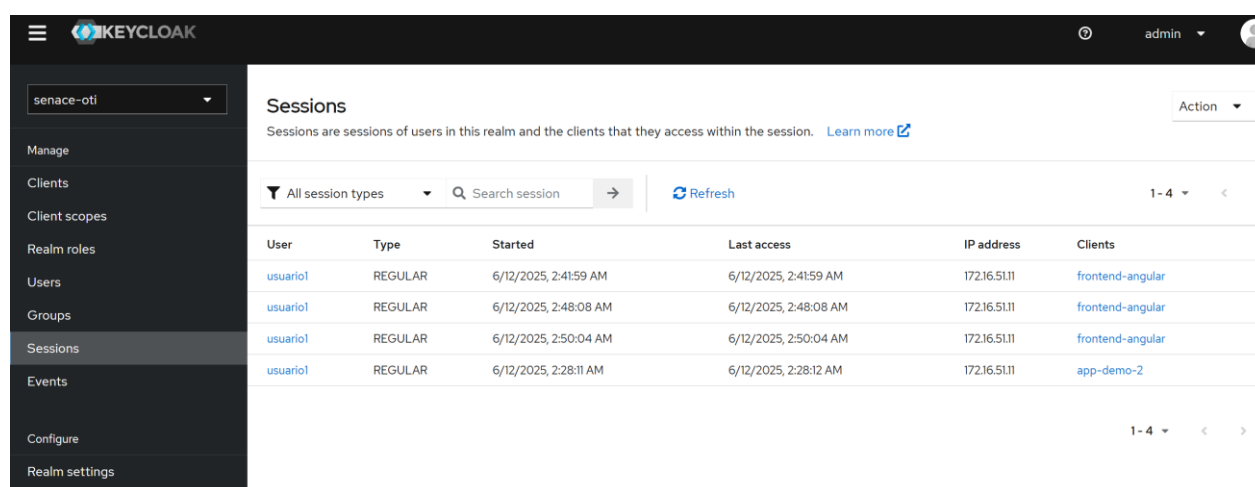 KEYCLOAK
admin
senace-oti
Manage
Clients
Client scopes
Realm roles
Users
Groups
Sessions
Events
Configure
Realm settings
Sessions
Action
Sessions are sessions of users in this realm and the clients that they access within the session. Learn more
All session types Search session Refresh 1 - 4
User Type Started Last access IP address Clients
usuario1 REGULAR 6/12/2025, 2:41:59 AM 6/12/2025, 2:41:59 AM 172.16.51.11 frontend-angular
usuario1 REGULAR 6/12/2025, 2:48:08 AM 6/12/2025, 2:48:08 AM 172.16.51.11 frontend-angular
usuario1 REGULAR 6/12/2025, 2:50:04 AM 6/12/2025, 2:50:04 AM 172.16.51.11 frontend-angular
usuario1 REGULAR 6/12/2025, 2:28:11 AM 6/12/2025, 2:28:12 AM 172.16.51.11 app-demo-2
1 - 4